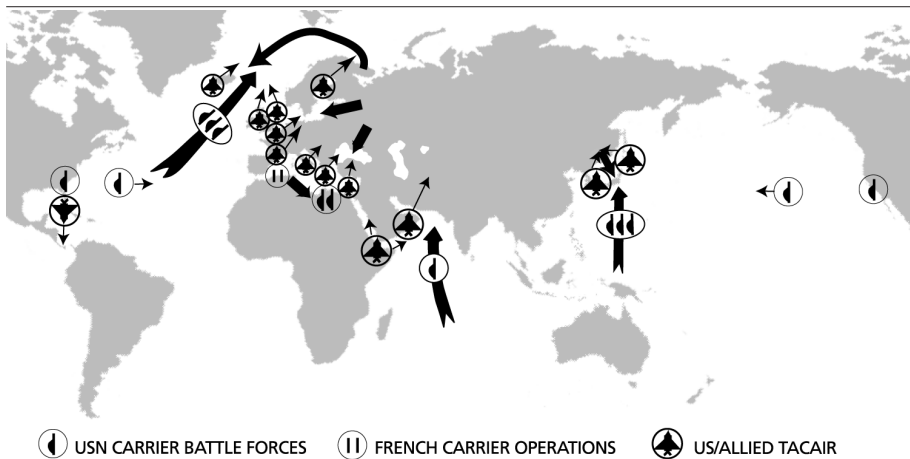 USN CARRIER BATTLE FORCES FRENCH CARRIER OPERATIONS US/ALLIED TACAIR